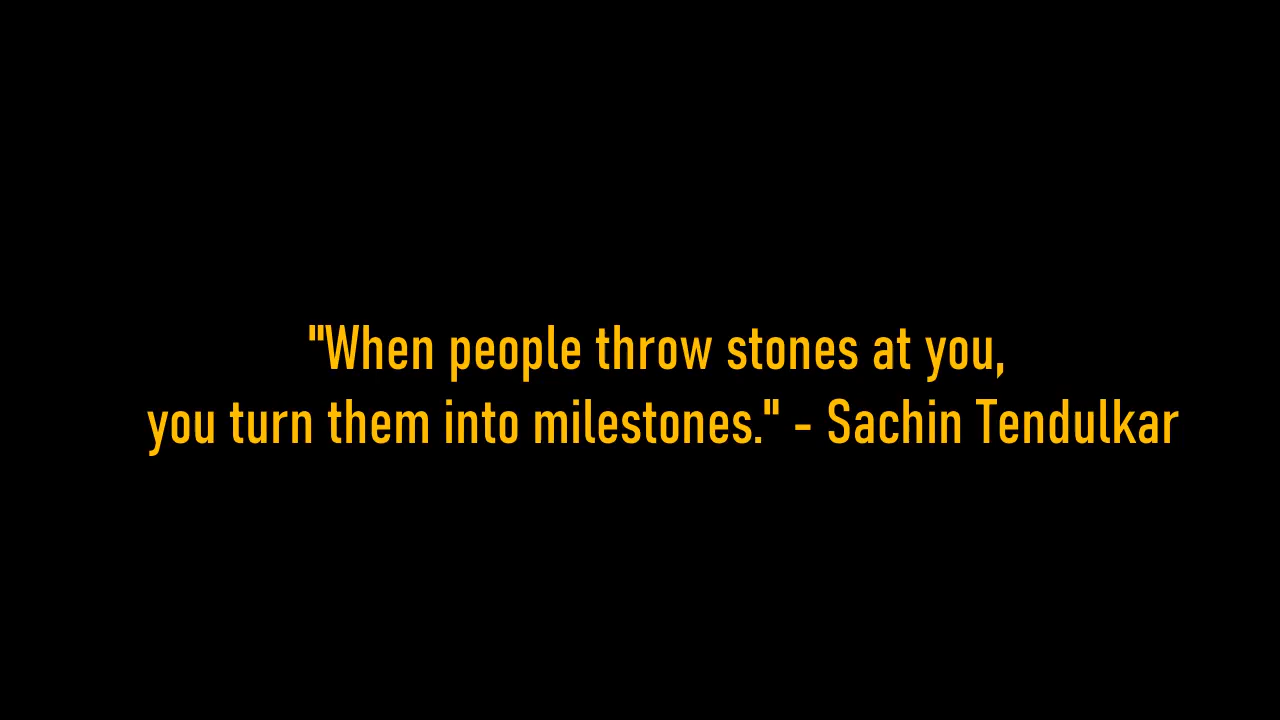 "When people throw stones at you,
you turn them into milestones." - Sachin Tendulkar